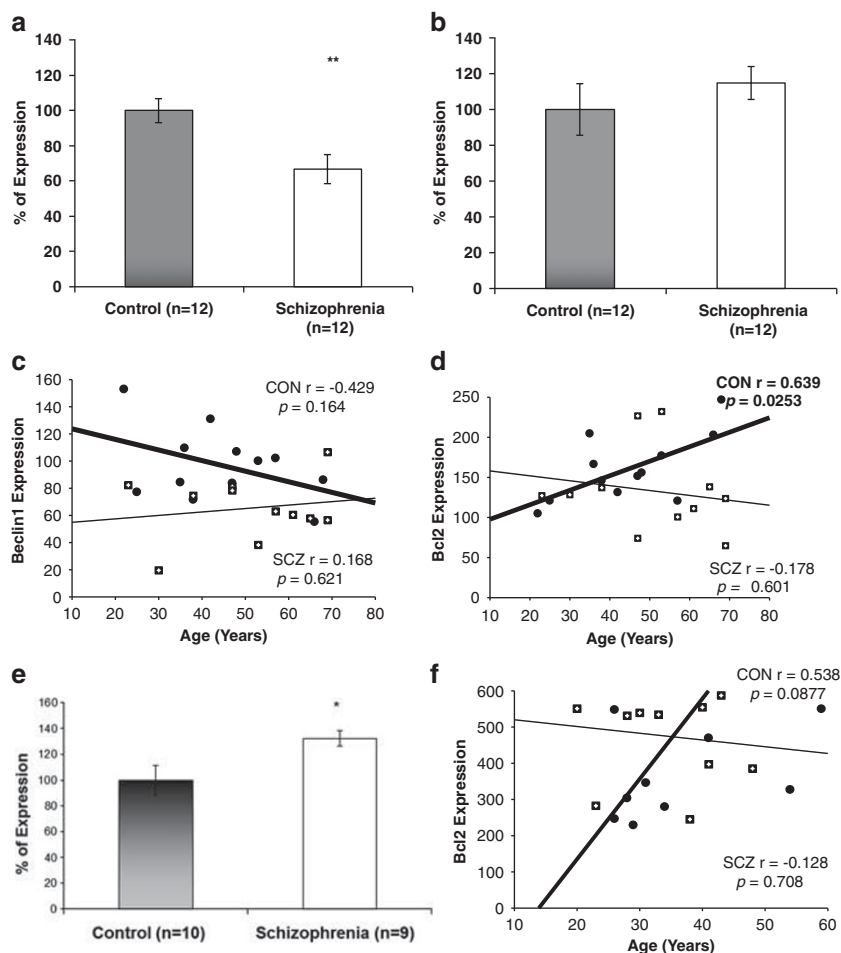 a
140
120
100
80
60
40
20
0
% of Expression
**
Control (n=12)
Schizophrenia
(n=12)
b
140
120
100
80
60
40
20
0
% of Expression
Control (n=12)
Schizophrenia
(n=12)
c
160
140
120
100
80
60
40
20
0
Beclin1 Expression
CON r = -0.429
p = 0.164
SCZ r = 0.168
p = 0.621
10 20 30 40 50 60 70 80
Age (Years)
d
250
200
150
100
50
0
Bcl2 Expression
CON r = 0.639
p = 0.0253
SCZ r = -0.178
p = 0.601
10 20 30 40 50 60 70 80
Age (Years)
e
160
140
120
100
80
60
40
20
0
% of Expression
*
Control (n=10)
Schizophrenia (n=9)
f
600
500
400
300
200
100
0
Bcl2 Expression
CON r = 0.538
p = 0.0877
SCZ r = -0.128
p = 0.708
10 20 30 40 50 60
Age (Years)